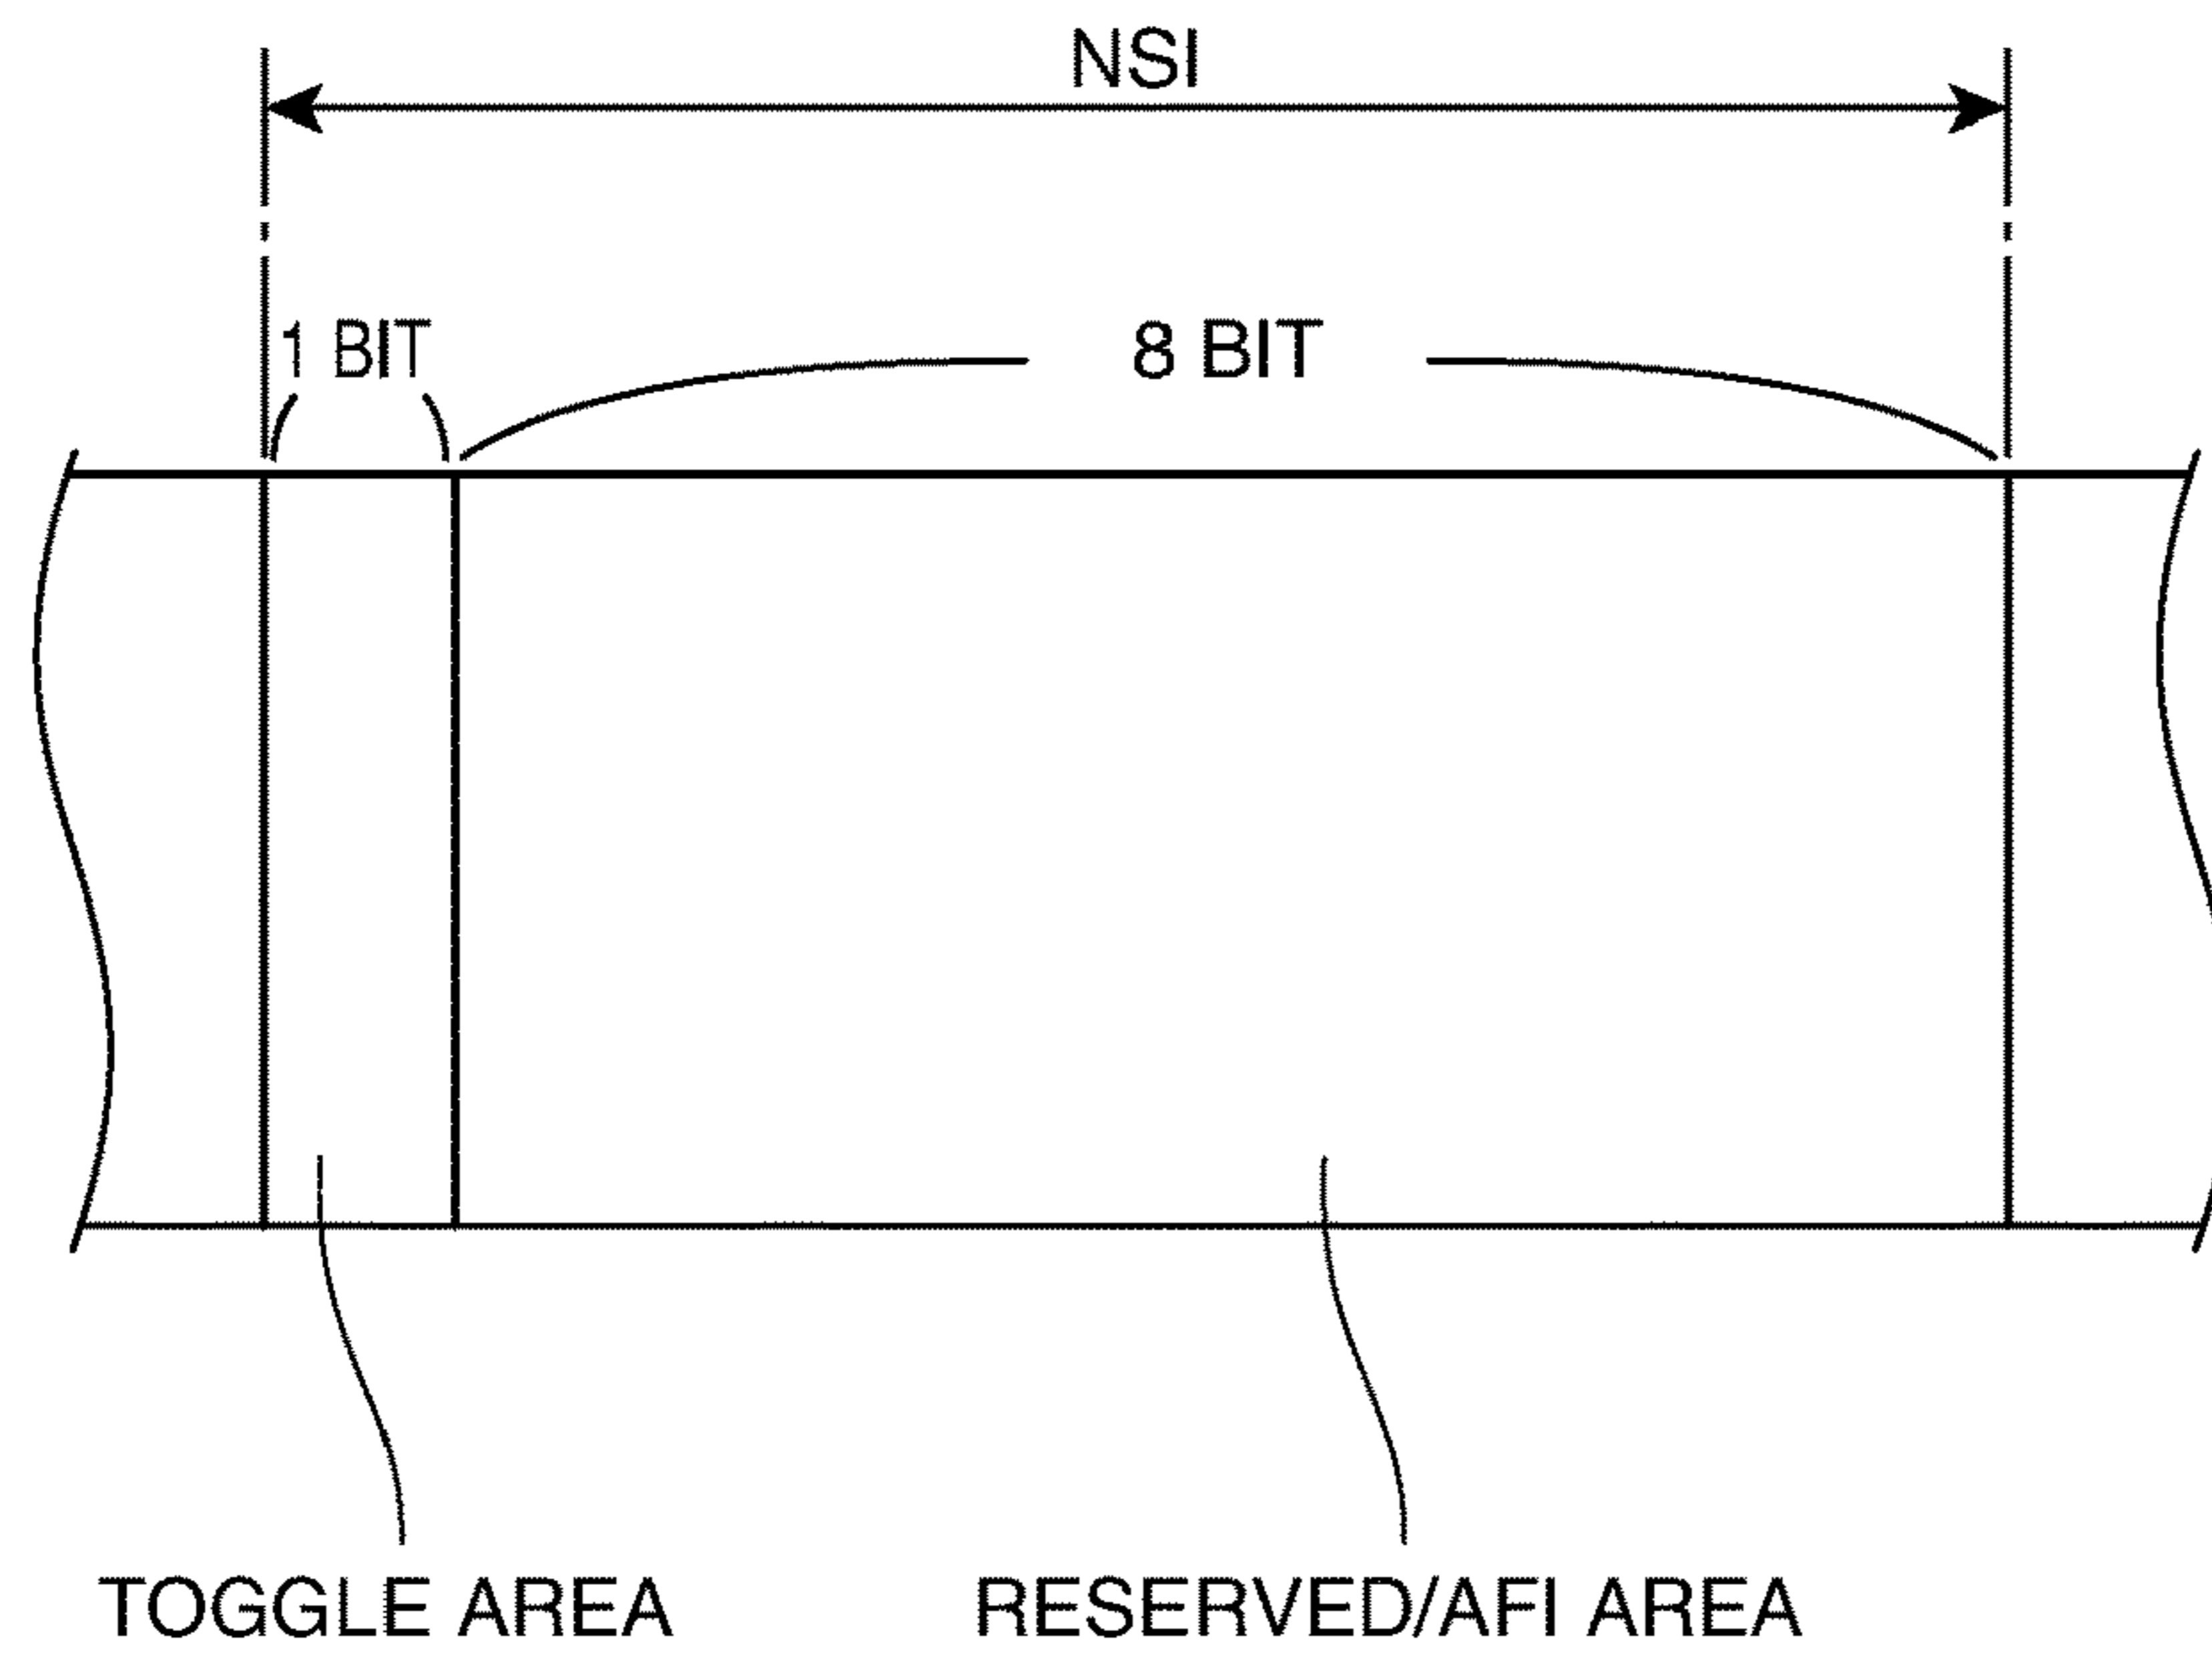 NSI
1 BIT
8 BIT
TOGGLE AREA
RESERVED/AFI AREA